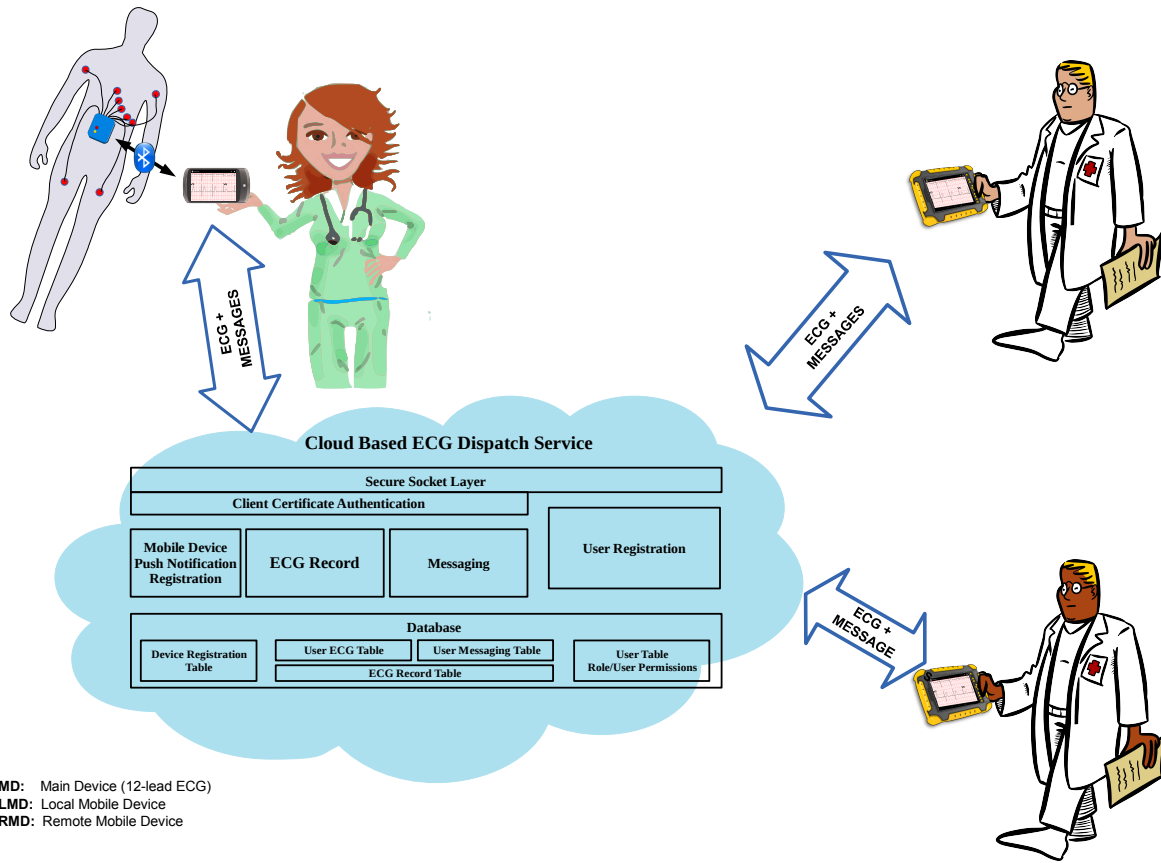 ECG +
MESSAGES
ECG +
MESSAGES
Cloud Based ECG Dispatch Service
Secure Socket Layer
Client Certificate Authentication
Mobile Device
Push Notification
Registration
ECG Record
Messaging
User Registration
Database
Device Registration
Table
User ECG Table
User Messaging Table
ECG Record Table
User Table
Role/User Permissions
ECG +
MESSAGE
MD: Main Device (12-lead ECG)
LMD: Local Mobile Device
RMD: Remote Mobile Device